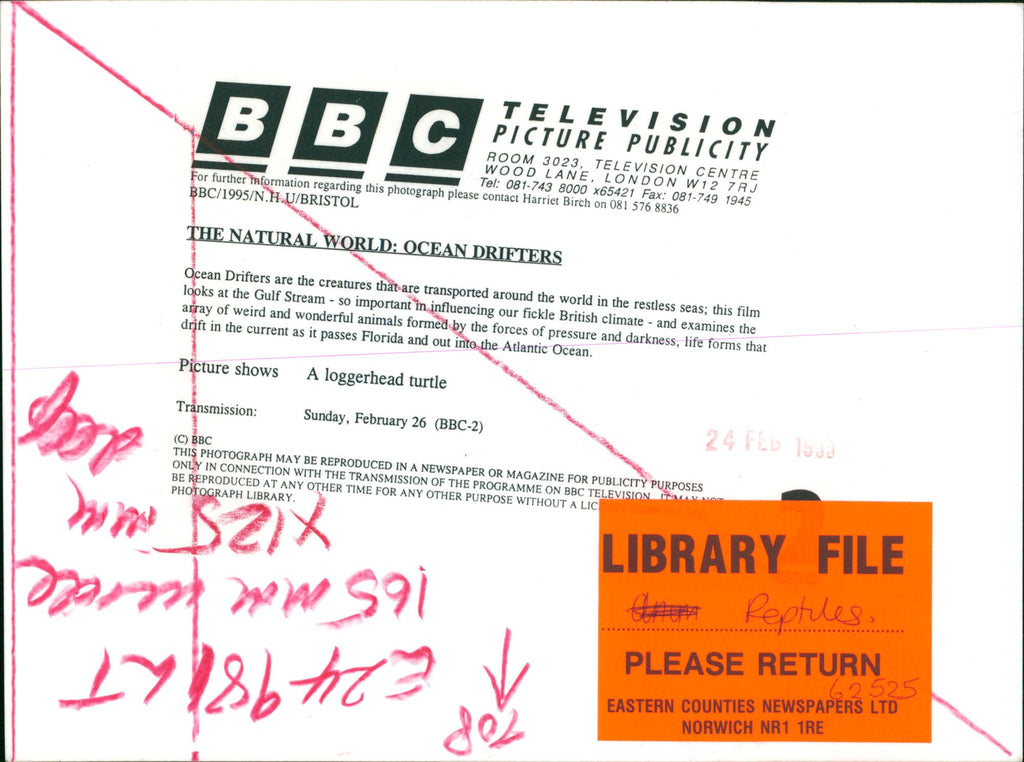 BBC TELEVISION
PICTURE PUBLICITY
ROOM 3023, TELEVISION CENTRE
WOOD LANE, LONDON W12 7RJ
Tel: 081-743 8000 x65421 Fax: 081-749 1945
For further information regarding this photograph please contact Harriet Birch on 081 576 8836
BBC/1995/N.H.U/BRISTOL
THE NATURAL WORLD: OCEAN DRIFTERS
Ocean Drifters are the creatures that are transported around the world in the restless seas; this film
looks at the Gulf Stream - so important in influencing our fickle British climate - and examines the
array of weird and wonderful animals formed by the forces of pressure and darkness, life forms that
drift in the current as it passes Florida and out into the Atlantic Ocean.
Picture shows A loggerhead turtle
Transmission: Sunday, February 26 (BBC-2)
24 FEB
(C) BBC
THIS PHOTOGRAPH MAY BE REPRODUCED IN A NEWSPAPER OR MAGAZINE FOR PUBLICITY PURPOSES
ONLY IN CONNECTION WITH THE TRANSMISSION OF THE PROGRAMME ON BBC TELEVISION. IT MAY NOT
BE REPRODUCED AT ANY OTHER TIME FOR ANY OTHER PURPOSE WITHOUT A
PHOTOGRAPH LIBRARY.
LIBRARY FILE
Reptiles.
PLEASE RETURN
62525
EASTERN COUNTIES NEWSPAPERS LTD
NORWICH NR1 1RE
TOP
165 mm wide
X125 mm
deep